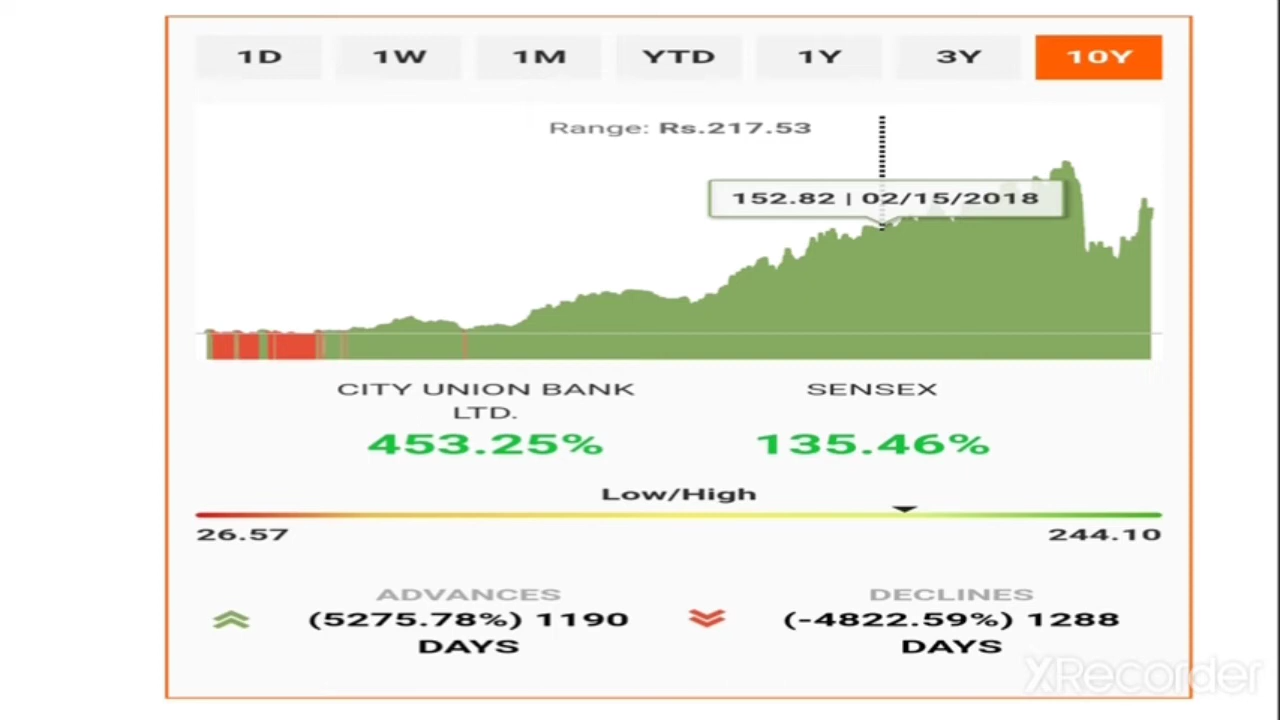 1D 1W 1M YTD 1Y 3Y 10Y
Range: Rs.217.53
152.82 | 02/15/2018
CITY UNION BANK
LTD.
SENSEX
453.25%
135.46%
Low/High
26.57
244.10
ADVANCES
(5275.78%) 1190
DAYS
DECLINES
(-4822.59%) 1288
DAYS
XRecorder